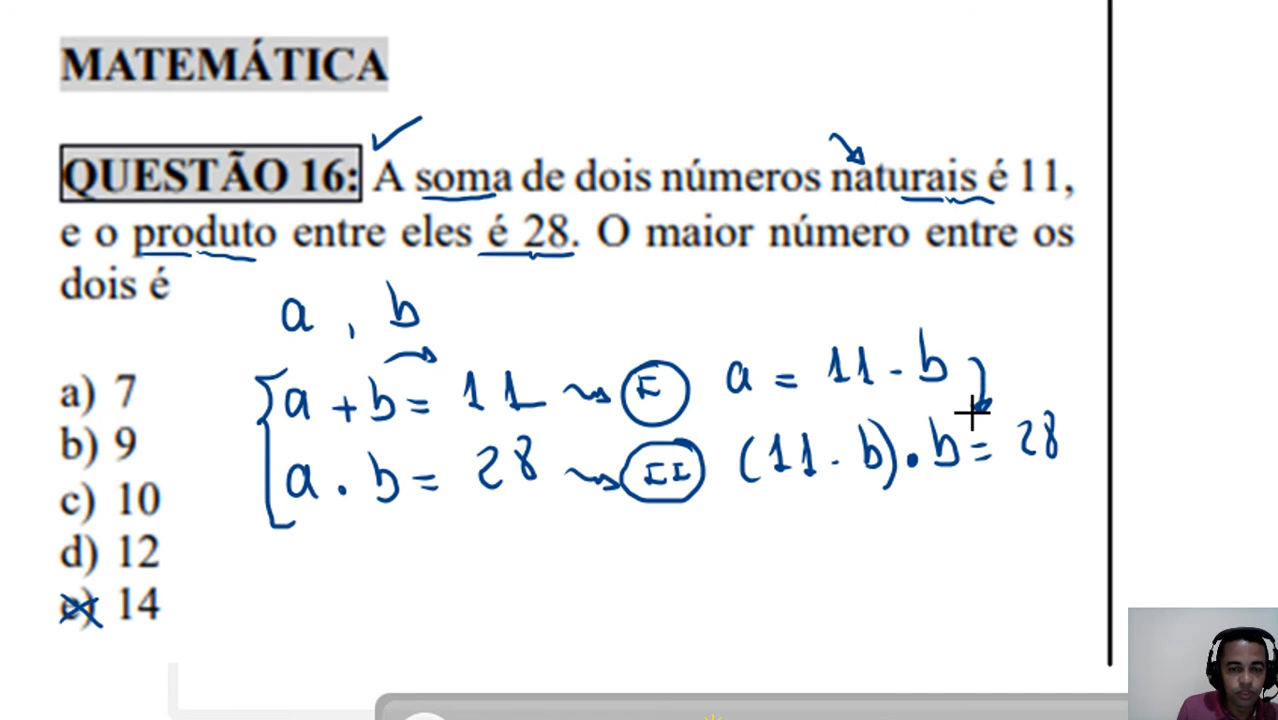 MATEMÁTICA
QUESTÃO 16: A soma de dois números naturais é 11,
e o produto entre eles é 28. O maior número entre os
dois é
a , b
a + b = 11 I a = 11 - b
a . b = 28 II (11 - b) . b = 28
a) 7
b) 9
c) 10
d) 12
e) 14